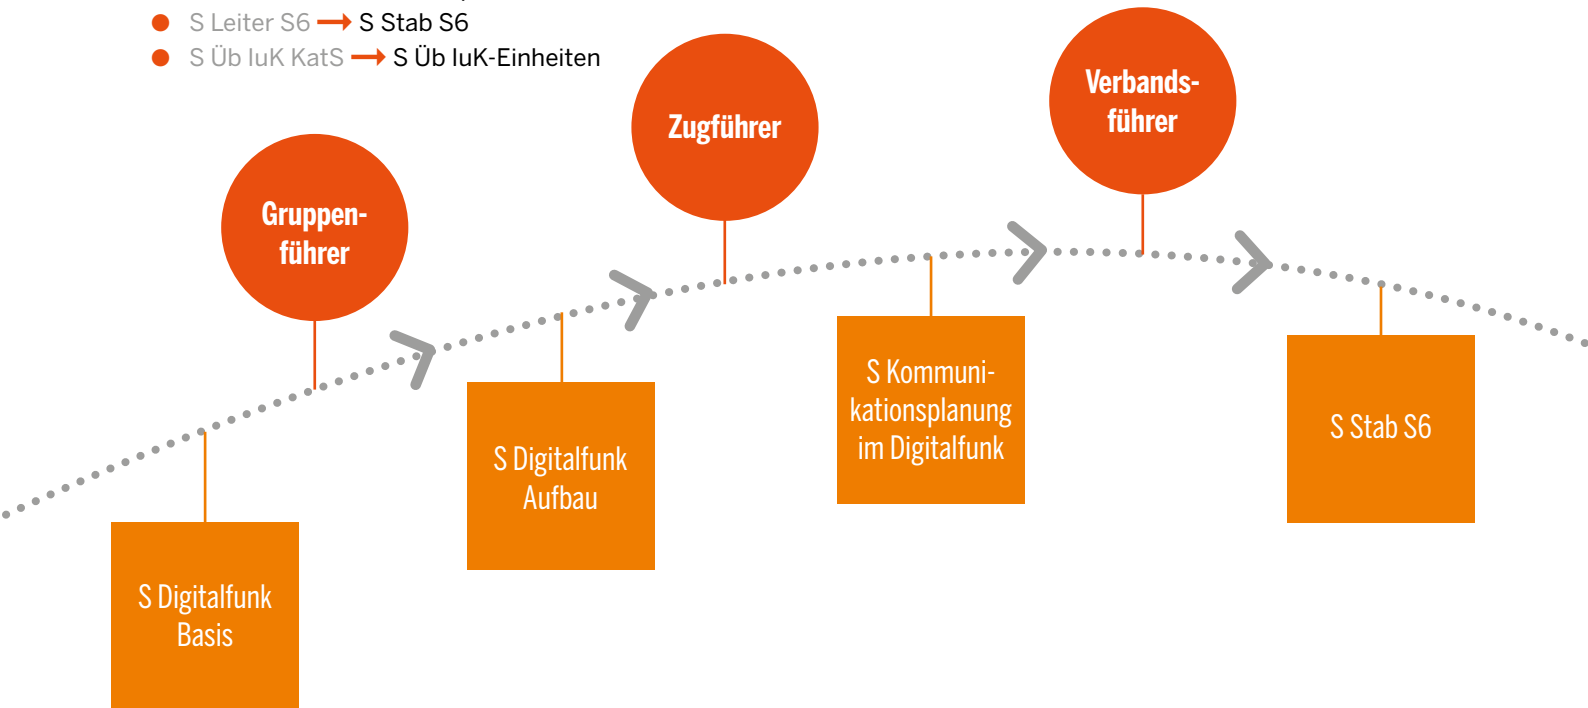 S Leiter S6 → S Stab S6
S Üb IuK KatS → S Üb IuK-Einheiten
Verbands-
führer
Zugführer
Gruppen-
führer
S Kommuni-
kationsplanung
im Digitalfunk
S Stab S6
S Digitalfunk
Aufbau
S Digitalfunk
Basis